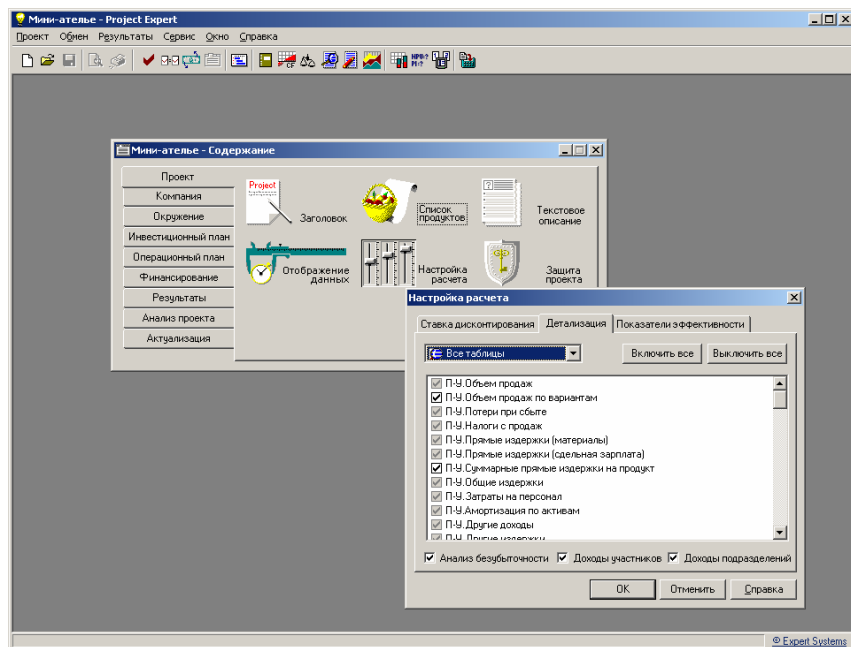 Мини-ателье - Project Expert
Проект Обмен Результаты Сервис Окно Справка
Мини-ателье - Содержание
Проект
Компания
Окружение
Инвестиционный план
Операционный план
Финансирование
Результаты
Анализ проекта
Актуализация
Project
Заголовок
Список продуктов
Текстовое описание
Отображение данных
Настройка расчета
Защита проекта
Настройка расчета
Ставка дисконтирования Детализация Показатели эффективности
Все таблицы Включить все Выключить все
П-У.Объем продаж
П-У.Объем продаж по вариантам
П-У.Потери при сбыте
П-У.Налоги с продаж
П-У.Прямые издержки (материалы)
П-У.Прямые издержки (сдельная зарплата)
П-У.Суммарные прямые издержки на продукт
П-У.Общие издержки
П-У.Затраты на персонал
П-У.Амортизация по активам
П-У.Другие доходы
П-У.Другие издержки
Анализ безубыточности Доходы участников Доходы подразделений
OK Отменить Справка
© Expert Systems